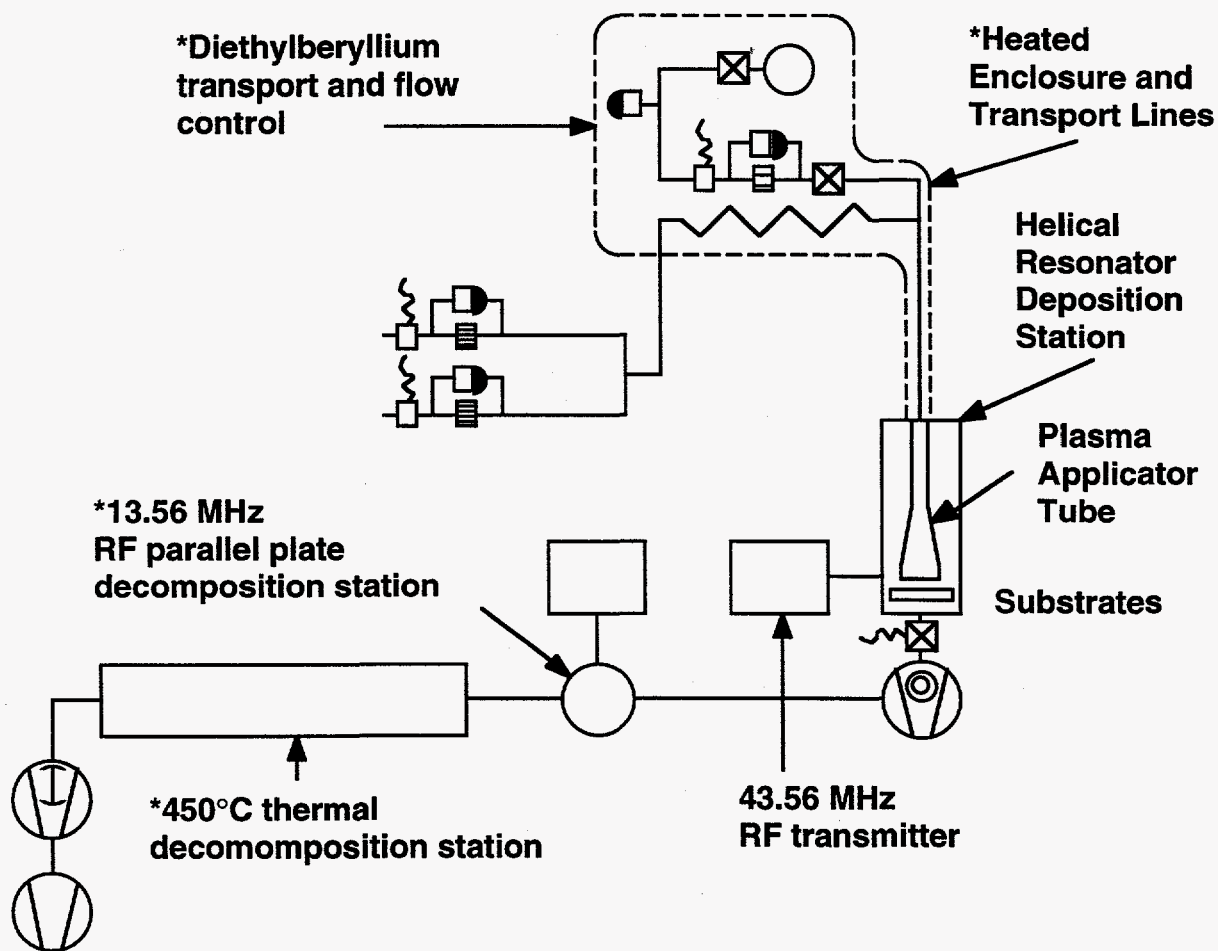 *Diethylberyllium
transport and flow
control
*Heated
Enclosure and
Transport Lines
Helical
Resonator
Deposition
Station
Plasma
Applicator
Tube
*13.56 MHz
RF parallel plate
decomposition station
Substrates
*450°C thermal
decomomposition station
43.56 MHz
RF transmitter